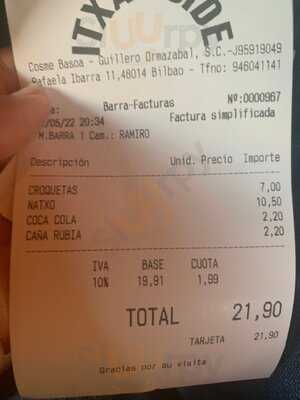 Cosme Basoa - Guillero Ormazabal, S.C.-J95919049
Rafaela Ibarra 11,48014 Bilbao - Tfno: 946041141
Barra-Facturas Nº:0000967
/05/22 20:34 Factura simplificada
M.BARRA 1 Cam.: RAMIRO
Descripción Unid. Precio Importe
CROQUETAS 7,00
NATXO 10,50
COCA COLA 2,20
CAÑA RUBIA 2,20
IVA BASE CUOTA
10% 19,91 1,99
TOTAL 21,90
TARJETA 21,90
Gracias por su visita